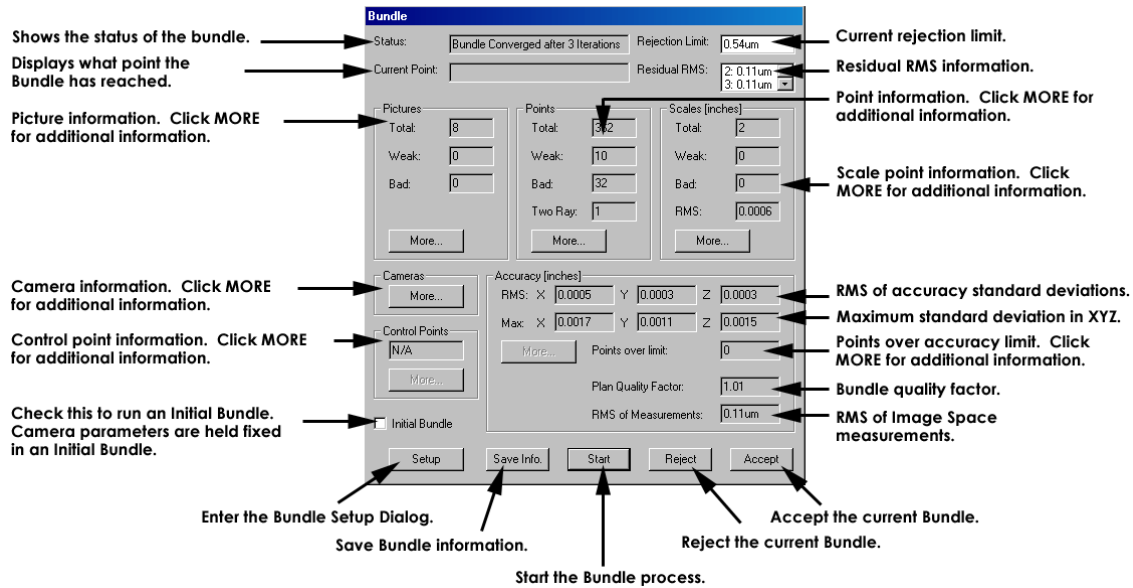 Bundle
Shows the status of the bundle.
Status:
Bundle Converged after 3 Iterations
Rejection Limit:
0.54um
Current rejection limit.
Displays what point the
Bundle has reached.
Current Point:
Residual RMS:
2: 0.11um
3: 0.11um
Residual RMS information.
Picture information. Click MORE
for additional information.
Pictures
Total: 8
Weak: 0
Bad: 0
More...
Points
Total: 362
Weak: 10
Bad: 32
Two Ray: 1
More...
Scales [inches]
Total: 2
Weak: 0
Bad: 0
RMS: 0.0006
More...
Point information. Click MORE for
additional information.
Scale point information. Click
MORE for additional information.
Camera information. Click MORE
for additional information.
Cameras
More...
Control point information. Click MORE
for additional information.
Control Points
N/A
More...
Accuracy [inches]
RMS: X 0.0005 Y 0.0003 Z 0.0003
RMS of accuracy standard deviations.
Max: X 0.0017 Y 0.0011 Z 0.0015
Maximum standard deviation in XYZ.
More...
Points over limit: 0
Points over accuracy limit. Click
MORE for additional information.
Plan Quality Factor: 1.01
Bundle quality factor.
RMS of Measurements: 0.11um
RMS of Image Space
measurements.
Check this to run an Initial Bundle.
Camera parameters are held fixed
in an Initial Bundle.
Initial Bundle
Setup
Save Info.
Start
Reject
Accept
Enter the Bundle Setup Dialog.
Accept the current Bundle.
Save Bundle information.
Reject the current Bundle.
Start the Bundle process.